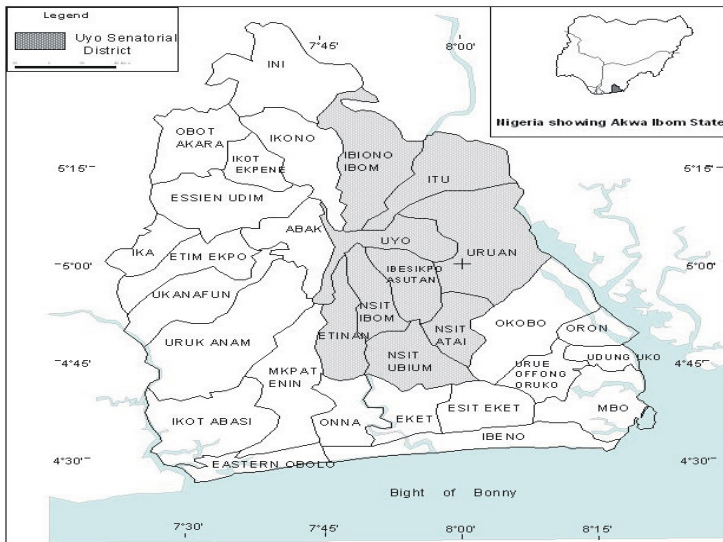 Legend
Uyo Senatorial
District
7°45'
8°00'
Nigeria showing Akwa Ibom State
INI
OBOT
AKARA
IKONO
IKOT
EKPENE
IBIONO
IBOM
ITU
5°15'
5°15'
ESSIEN UDIM
ABAK
UYO
URUAN
IKA
ETIM EKPO
5°00'
5°00'
IBESIKPO
ASUTAN
UKANAFUN
NSIT
IBOM
ETINAN
NSIT
ATAI
OKOBO
ORON
URUK ANAM
4°45'
4°45'
NSIT
UBIUM
UDUNG UKO
URUE
OFFONG
ORUKO
MKPAT
ENIN
IKOT ABASI
ONNA
EKET
ESIT EKET
MBO
IBENO
4°30'
4°30'
EASTERN OBOLO
Bight of Bonny
7°30'
7°45'
8°00'
8°15'